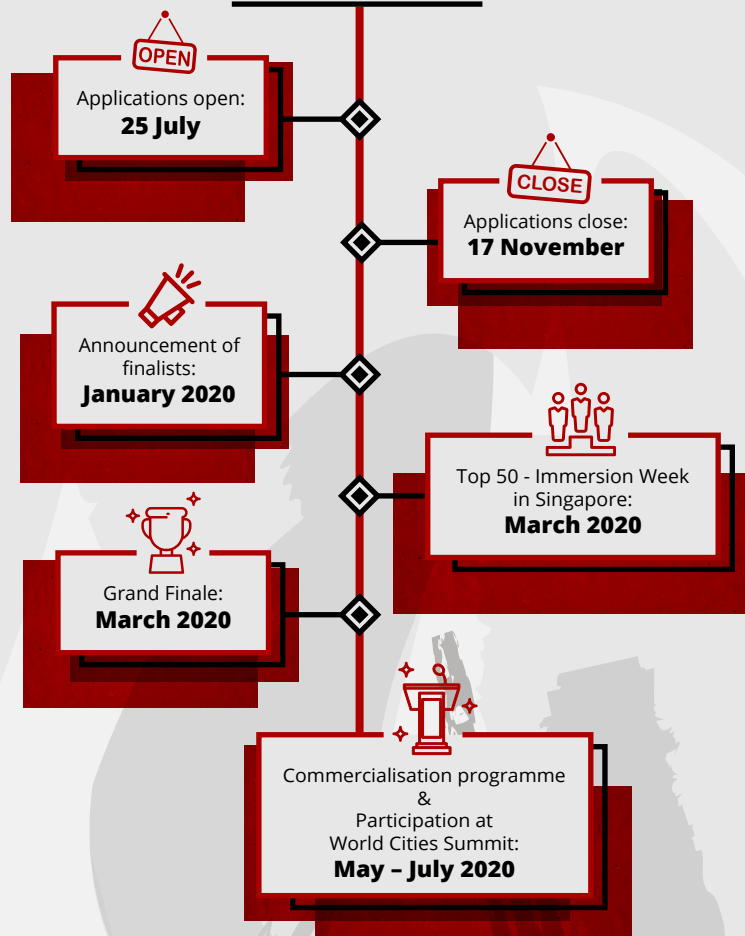 OPEN
Applications open:
25 July
CLOSE
Applications close:
17 November
Announcement of
finalists:
January 2020
Top 50 - Immersion Week
in Singapore:
March 2020
Grand Finale:
March 2020
Commercialisation programme
&
Participation at
World Cities Summit:
May – July 2020